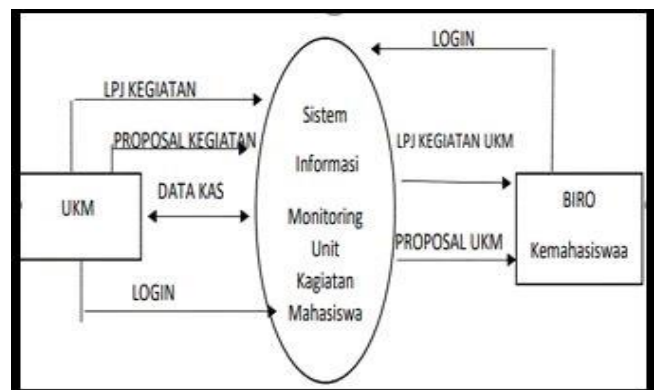 LOGIN
LPJ KEGIATAN
PROPOSAL KEGIATAN
DATA KAS
UKM
LOGIN
Sistem
Informasi
Monitoring
Unit
Kagiatan
Mahasiswa
LPJ KEGIATAN UKM
PROPOSAL UKM
BIRO
Kemahasiswaa